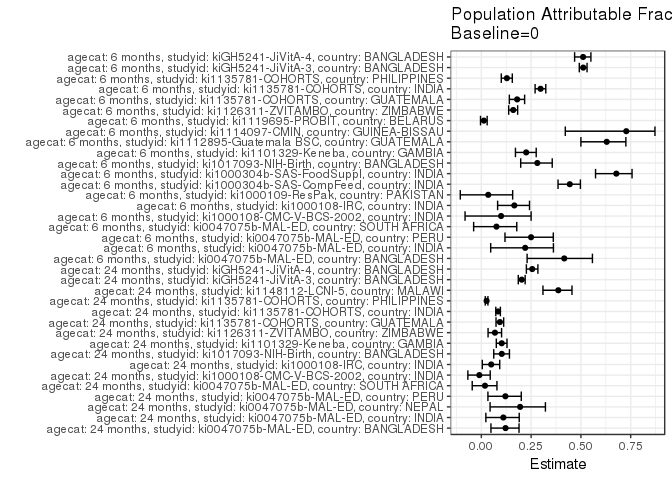 Population Attributable Frac
Baseline=0
agecat: 6 months, studyid: kiGH5241-JiVitA-4, country: BANGLADESH
agecat: 6 months, studyid: kiGH5241-JiVitA-3, country: BANGLADESH
agecat: 6 months, studyid: ki1135781-COHORTS, country: PHILIPPINES
agecat: 6 months, studyid: ki1135781-COHORTS, country: INDIA
agecat: 6 months, studyid: ki1135781-COHORTS, country: GUATEMALA
agecat: 6 months, studyid: ki1126311-ZVITAMBO, country: ZIMBABWE
agecat: 6 months, studyid: ki1119695-PROBIT, country: BELARUS
agecat: 6 months, studyid: ki1114097-CMIN, country: GUINEA-BISSAU
agecat: 6 months, studyid: ki1112895-Guatemala BSC, country: GUATEMALA
agecat: 6 months, studyid: ki1101329-Keneba, country: GAMBIA
agecat: 6 months, studyid: ki1017093-NIH-Birth, country: BANGLADESH
agecat: 6 months, studyid: ki1000304b-SAS-FoodSuppl, country: INDIA
agecat: 6 months, studyid: ki1000304b-SAS-CompFeed, country: INDIA
agecat: 6 months, studyid: ki1000109-ResPak, country: PAKISTAN
agecat: 6 months, studyid: ki1000108-IRC, country: INDIA
agecat: 6 months, studyid: ki1000108-CMC-V-BCS-2002, country: INDIA
agecat: 6 months, studyid: ki0047075b-MAL-ED, country: SOUTH AFRICA
agecat: 6 months, studyid: ki0047075b-MAL-ED, country: PERU
agecat: 6 months, studyid: ki0047075b-MAL-ED, country: INDIA
agecat: 6 months, studyid: ki0047075b-MAL-ED, country: BANGLADESH
agecat: 24 months, studyid: kiGH5241-JiVitA-4, country: BANGLADESH
agecat: 24 months, studyid: kiGH5241-JiVitA-3, country: BANGLADESH
agecat: 24 months, studyid: ki1148112-LCNI-5, country: MALAWI
agecat: 24 months, studyid: ki1135781-COHORTS, country: PHILIPPINES
agecat: 24 months, studyid: ki1135781-COHORTS, country: INDIA
agecat: 24 months, studyid: ki1135781-COHORTS, country: GUATEMALA
agecat: 24 months, studyid: ki1126311-ZVITAMBO, country: ZIMBABWE
agecat: 24 months, studyid: ki1101329-Keneba, country: GAMBIA
agecat: 24 months, studyid: ki1017093-NIH-Birth, country: BANGLADESH
agecat: 24 months, studyid: ki1000108-IRC, country: INDIA
agecat: 24 months, studyid: ki1000108-CMC-V-BCS-2002, country: INDIA
agecat: 24 months, studyid: ki0047075b-MAL-ED, country: SOUTH AFRICA
agecat: 24 months, studyid: ki0047075b-MAL-ED, country: PERU
agecat: 24 months, studyid: ki0047075b-MAL-ED, country: NEPAL
agecat: 24 months, studyid: ki0047075b-MAL-ED, country: INDIA
agecat: 24 months, studyid: ki0047075b-MAL-ED, country: BANGLADESH
0.00 0.25 0.50 0.75
Estimate